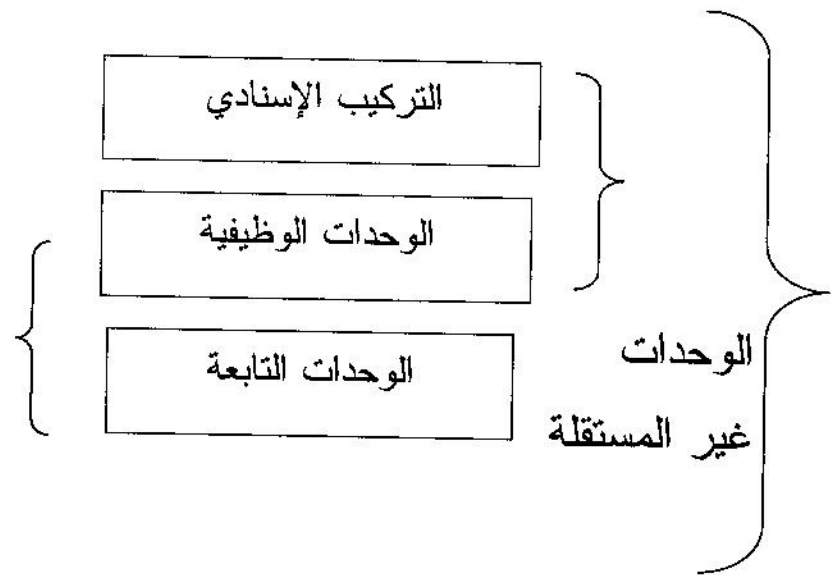 التركيب الإسنادي
الوحدات الوظيفية
الوحدات التابعة
الوحدات
غير المستقلة